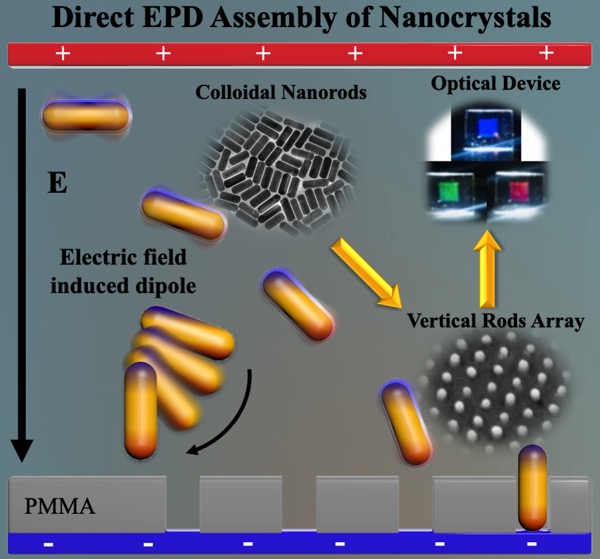 Direct EPD Assembly of Nanocrystals
+ + + + + +
Colloidal Nanorods
Optical Device
E
Electric field
induced dipole
Vertical Rods Array
PMMA
- - - - - -